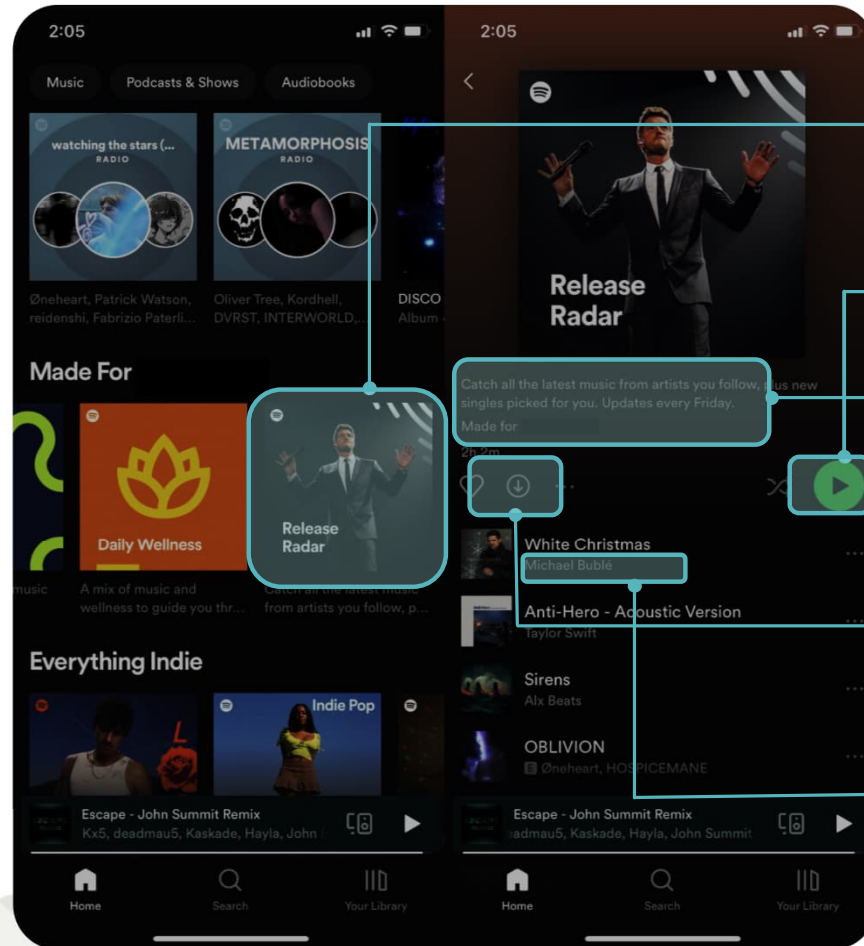 2:05
Music
Podcasts & Shows
Audiobooks
watching the stars (...
RADIO
METAMORPHOSIS
RADIO
Øneheart, Patrick Watson,
reidenshi, Fabrizio Paterli...
Oliver Tree, Kordhell,
DVRST, INTERWORLD,...
DISCO
Album
Made For
Daily Wellness
Release
Radar
music
A mix of music and
wellness to guide you thr...
Catch all the latest music
from artists you follow, p...
Everything Indie
L
Indie Pop
Escape - John Summit Remix
Kx5, deadmau5, Kaskade, Hayla, John
Home
Search
Your Library
2:05
Release
Radar
Catch all the latest music from artists you follow, plus new
singles picked for you. Updates every Friday.
Made for
2h 2m
White Christmas
Michael Bublé
Anti-Hero - Acoustic Version
Taylor Swift
Sirens
Alx Beats
OBLIVION
E Øneheart, HOSPICEMANE
Escape - John Summit Remix
eadmau5, Kaskade, Hayla, John Summit
Home
Search
Your Library